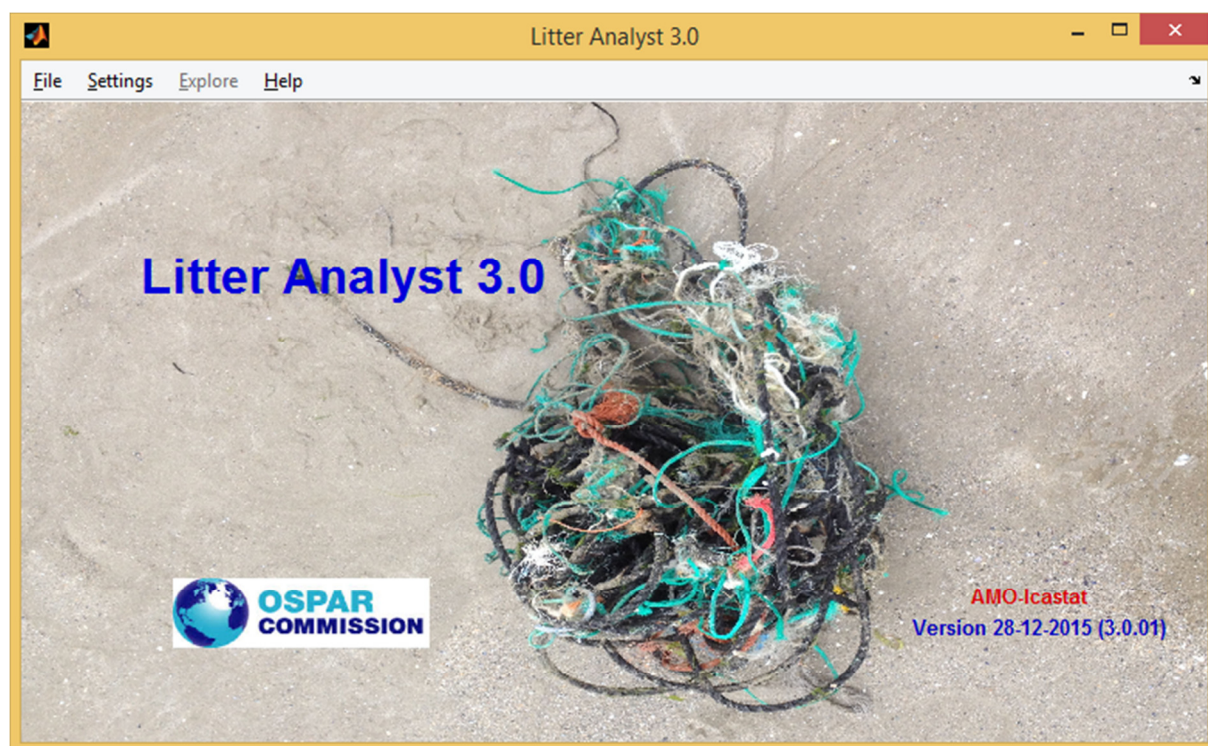 Litter Analyst 3.0
File Settings Explore Help
Litter Analyst 3.0
OSPAR
COMMISSION
AMO-Icastat
Version 28-12-2015 (3.0.01)